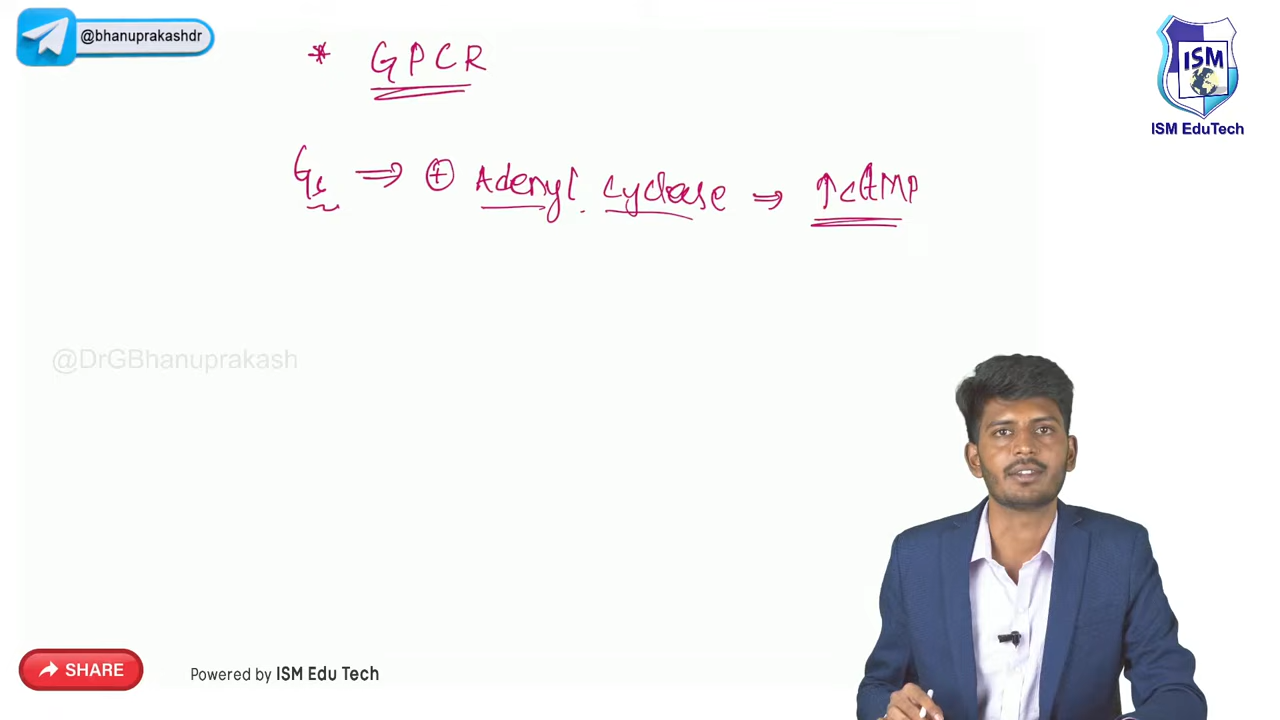 @bhanuprakashdr
* GPCR
ISM
ISM EduTech
Gs ⇒ ⊕ Adenyl cyclase ⇒ ↑cAMP
@DrGBhanuprakash
SHARE
Powered by ISM Edu Tech